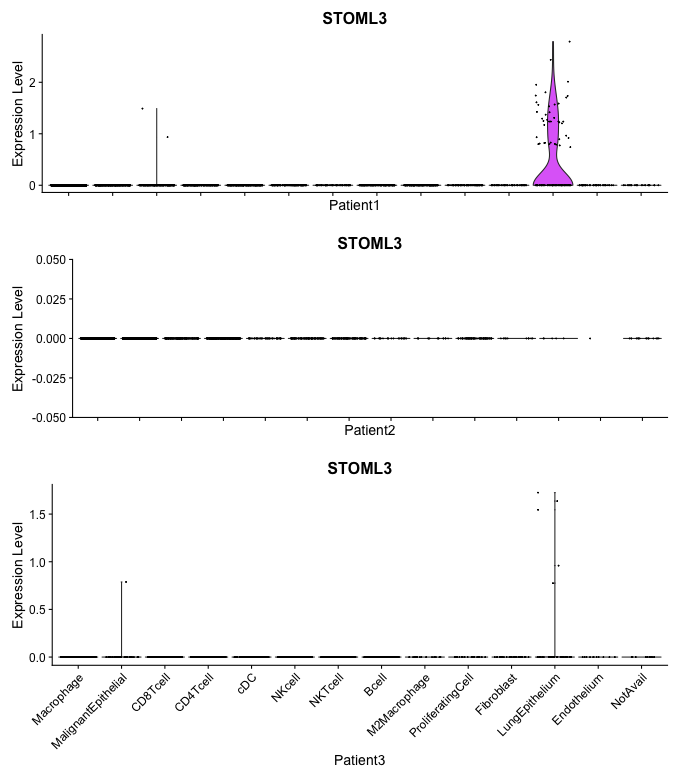 STOML3
Expression Level
2
1
0
Patient1
STOML3
Expression Level
0.050
0.025
0.000
-0.025
-0.050
Patient2
STOML3
Expression Level
1.5
1.0
0.5
0.0
Macrophage
MalignantEpithelial
CD8Tcell
CD4Tcell
cDC
NKcell
NKTcell
Bcell
M2Macrophage
ProliferatingCell
Fibroblast
LungEpithelium
Endothelium
NotAvail
Patient3